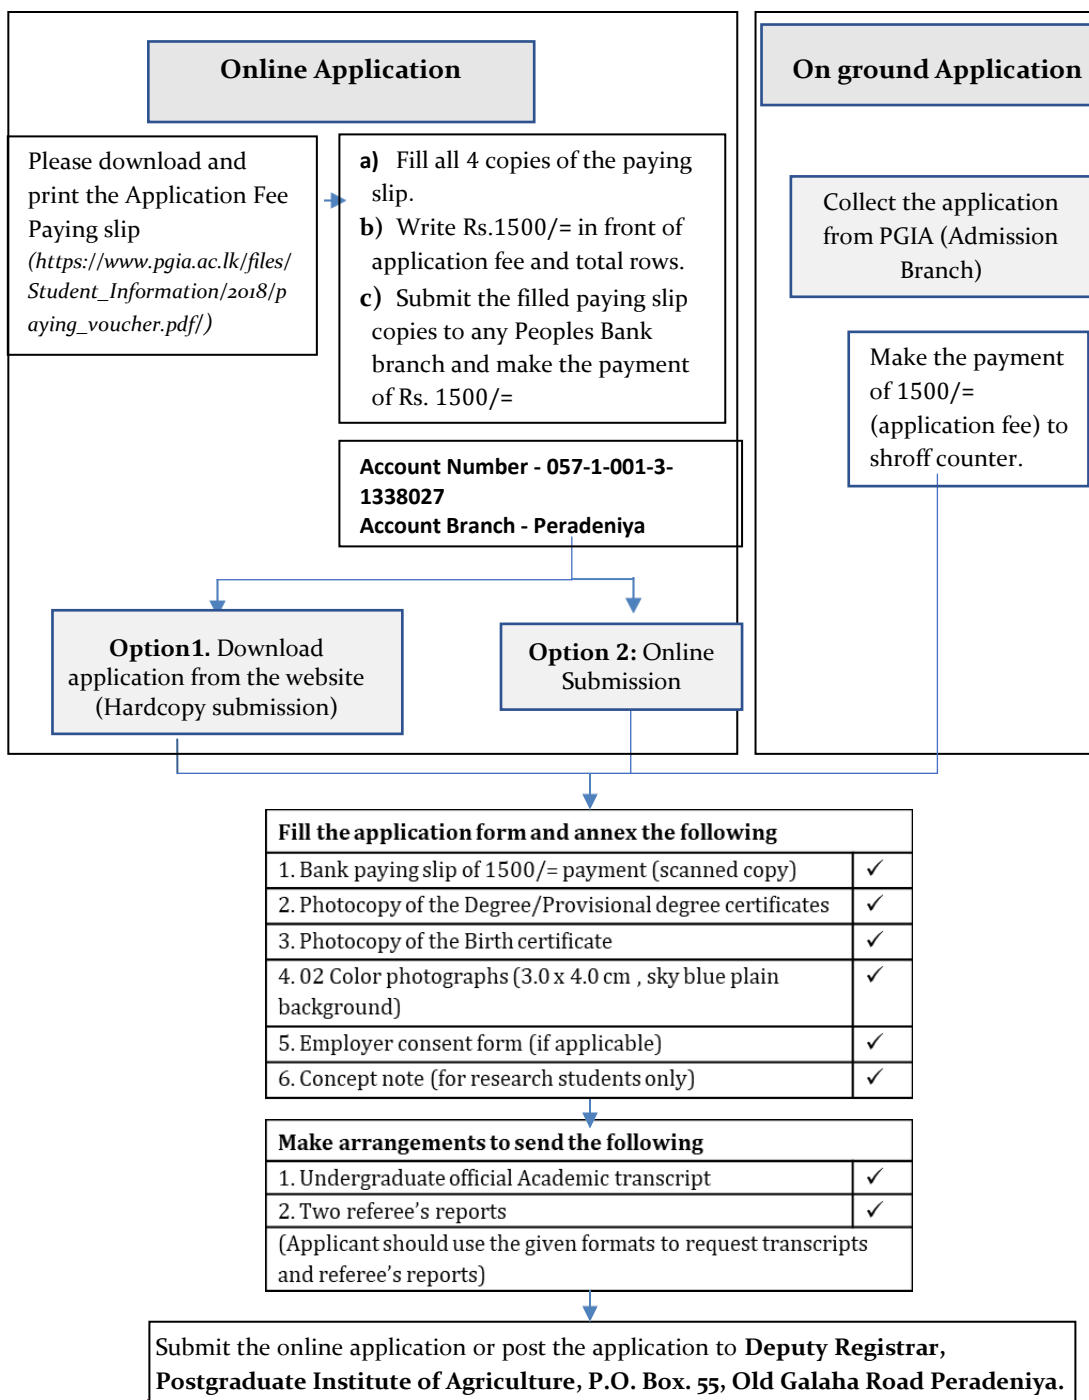 Online Application
Please download and
print the Application Fee
Paying slip
(https://www.pgia.ac.lk/files/
Student_Information/2018/p
aying_voucher.pdf/)
a) Fill all 4 copies of the paying
slip.
b) Write Rs.1500/= in front of
application fee and total rows.
c) Submit the filled paying slip
copies to any Peoples Bank
branch and make the payment
of Rs. 1500/=
Account Number - 057-1-001-3-
1338027
Account Branch - Peradeniya
Option1. Download
application from the website
(Hardcopy submission)
Option 2: Online
Submission
On ground Application
Collect the application
from PGIA (Admission
Branch)
Make the payment
of 1500/=
(application fee) to
shroff counter.
Fill the application form and annex the following
1. Bank paying slip of 1500/= payment (scanned copy) ✓
2. Photocopy of the Degree/Provisional degree certificates ✓
3. Photocopy of the Birth certificate ✓
4. 02 Color photographs (3.0 x 4.0 cm , sky blue plain ✓
background)
5. Employer consent form (if applicable) ✓
6. Concept note (for research students only) ✓
Make arrangements to send the following
1. Undergraduate official Academic transcript ✓
2. Two referee's reports ✓
(Applicant should use the given formats to request transcripts
and referee's reports)
Submit the online application or post the application to Deputy Registrar,
Postgraduate Institute of Agriculture, P.O. Box. 55, Old Galaha Road Peradeniya.